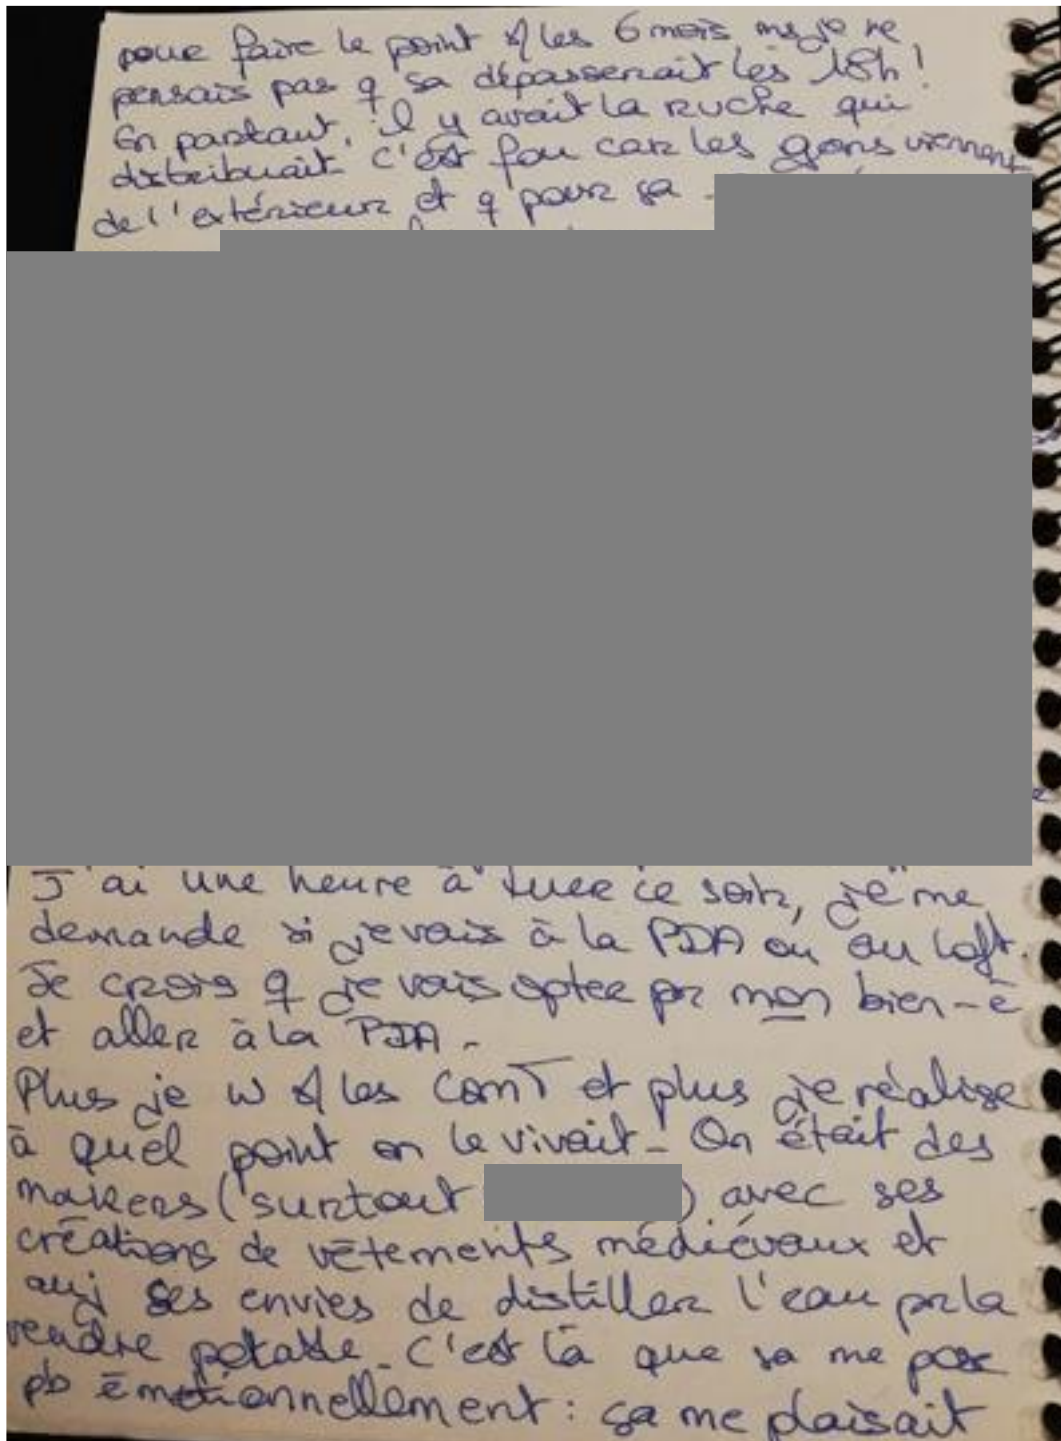 pour faire le point / les 6 mois ms je ne
pensais pas q sa dépasserait les 18h !
En partant, il y avait la ruche qui
distribuait. C'est fou car les gens viennent
de l'extérieur et q pour sa -
J'ai une heure à tuer ce soir, je me
demande si je vais à la PDA ou au Loft.
Je crois q je vais opter pr mon bien-ê
et aller à la PDA -
Plus je w / les ComT et plus je réalise
à quel point on le vivait - On était des
makers (surtout ) avec ses
créations de vêtements médiévaux et
aussi ses envies de distiller l'eau pr la
rendre potable - C'est là que sa me pose
pb émotionnellement : sa me plaisait